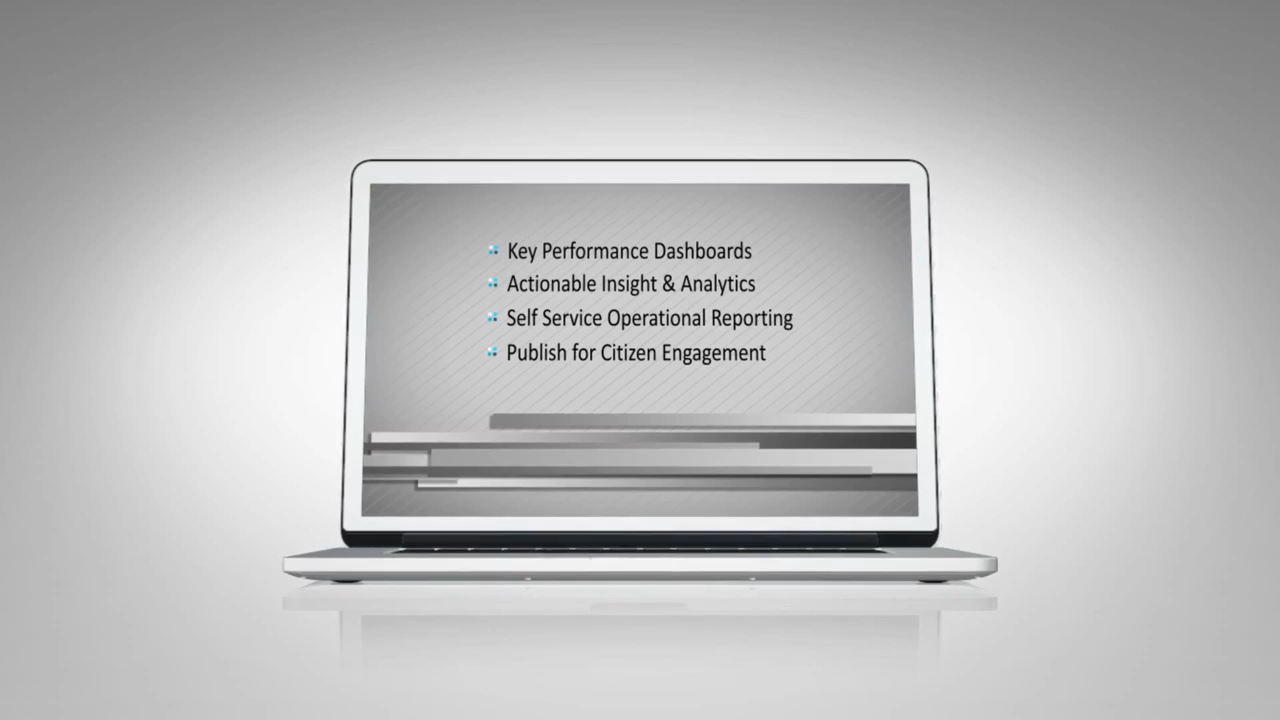 Key Performance Dashboards
Actionable Insight & Analytics
Self Service Operational Reporting
Publish for Citizen Engagement